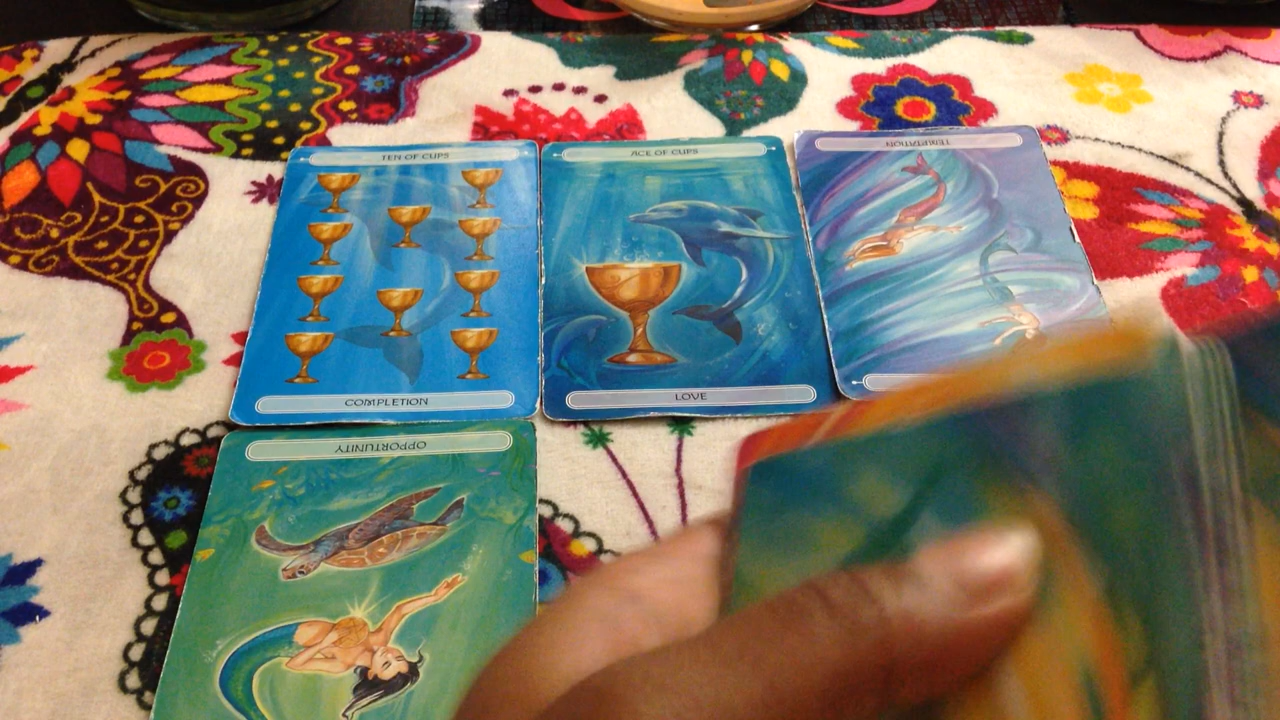 TEN OF CUPS
ACE OF CUPS
TEMPTATION
COMPLETION
LOVE
OPPORTUNITY